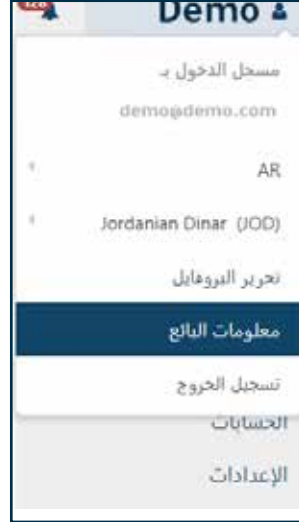 Demo
مسجل الدخول بـ
demo@demo.com
AR
Jordanian Dinar (JOD)
تحرير البروفايل
معلومات البائع
تسجيل الخروج
الحسابات
الإعدادات